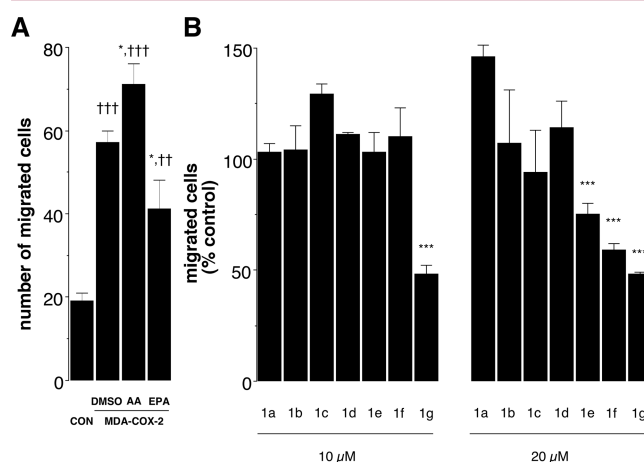 A
B
number of migrated cells
80
60
40
20
0
†††
*,†††
*,††
DMSO AA EPA
CON MDA-COX-2
migrated cells
(% control)
150
100
50
0
***
1a 1b 1c 1d 1e 1f 1g
10 µM
***
***
***
1a 1b 1c 1d 1e 1f 1g
20 µM